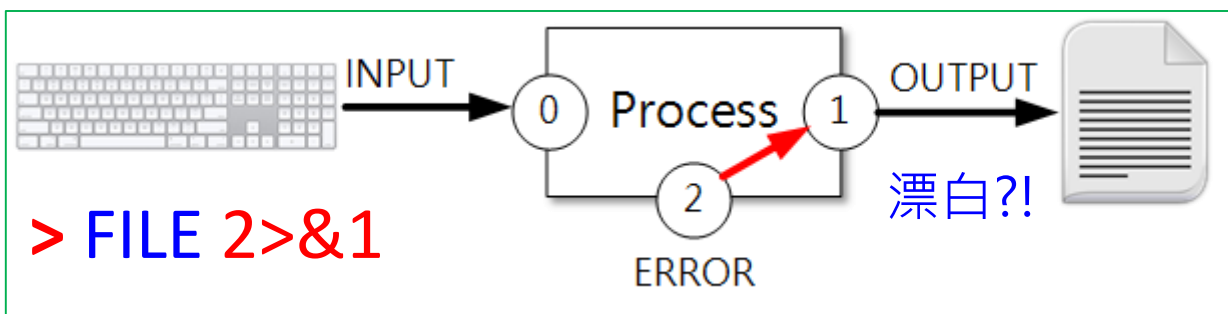 INPUT
0
Process
1
OUTPUT
2
漂白?!
> FILE 2>&1
ERROR